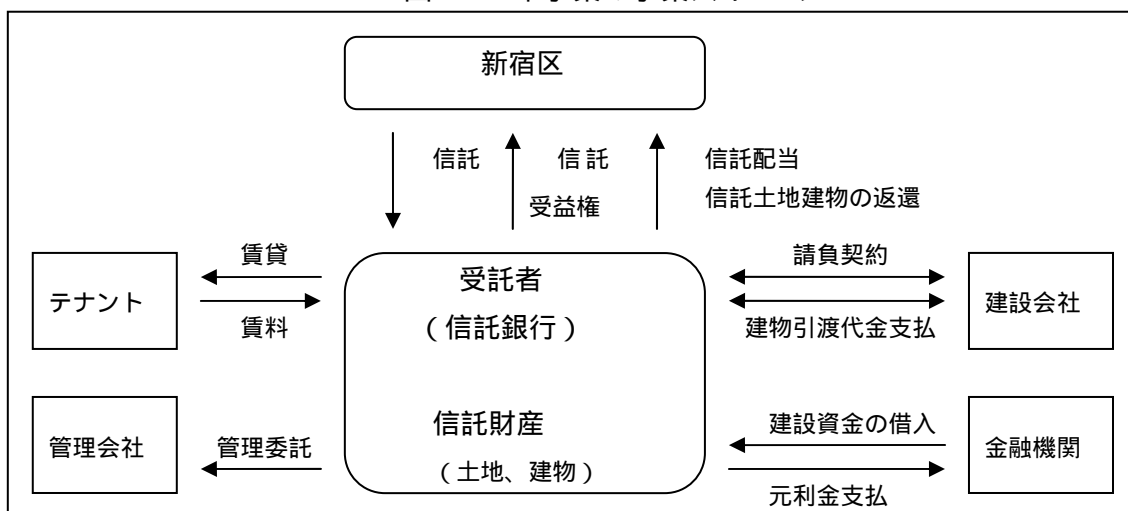 新宿区
信託
信託
受益権
信託配当
信託土地建物の返還
賃貸
テナント
賃料
受託者
（信託銀行）
請負契約
建設会社
建物引渡代金支払
管理会社
管理委託
信託財産
（土地、建物）
建設資金の借入
金融機関
元利金支払